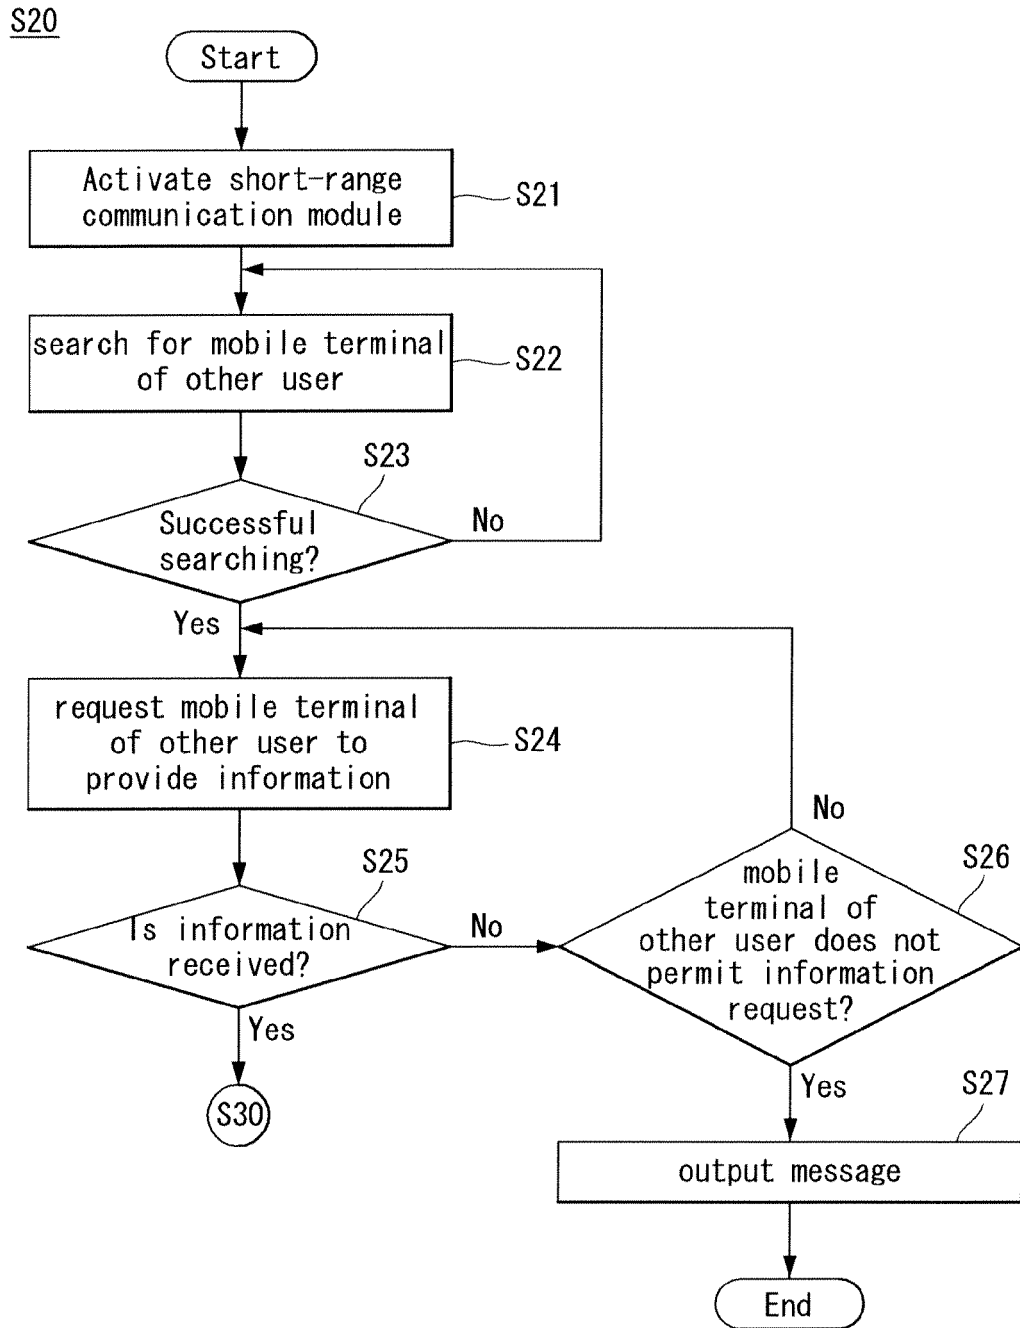 S20
Start
Activate short-range
communication module
S21
search for mobile terminal
of other user
S22
S23
Successful
searching?
No
Yes
request mobile terminal
of other user to
provide information
S24
No
S25
Is information
received?
No
S26
mobile
terminal of
other user does not
permit information
request?
Yes
S30
Yes
S27
output message
End